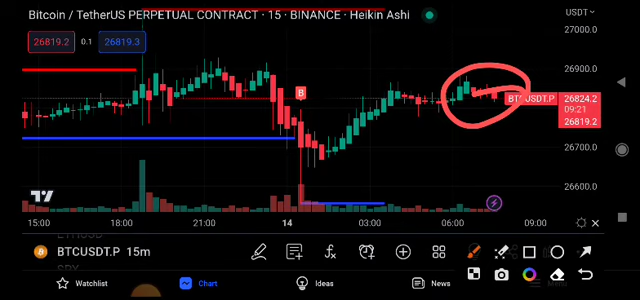 Bitcoin / TetherUS PERPETUAL CONTRACT · 15 · BINANCE · Heikin Ashi
USDT
26819.2 0.1 26819.3
27000.0
26900.0
B
BTCUSDT.P 26824.2
09:21
26819.2
26700.0
26600.0
15:00 18:00 21:00 14 03:00 06:00 09:00
BTCUSDT.P 15m
Watchlist Chart Ideas News Menu